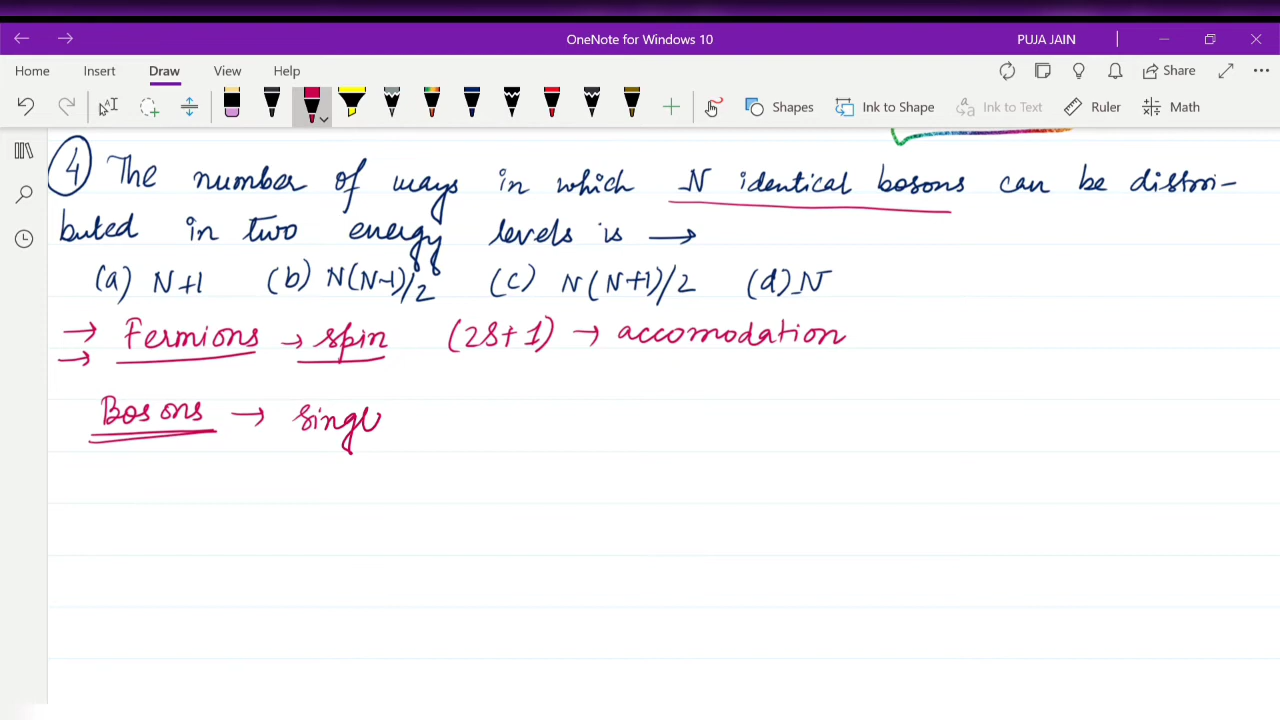 OneNote for Windows 10 PUJA JAIN
Home Insert Draw View Help Share
Shapes Ink to Shape Ink to Text Ruler Math
4 The number of ways in which N identical bosons can be distri-
buted in two energy levels is →
(a) N+1 (b) N(N-1)/2 (c) N(N+1)/2 (d) N
→ Fermions → spin (2S+1) → accomodation
→
Bosons → singl